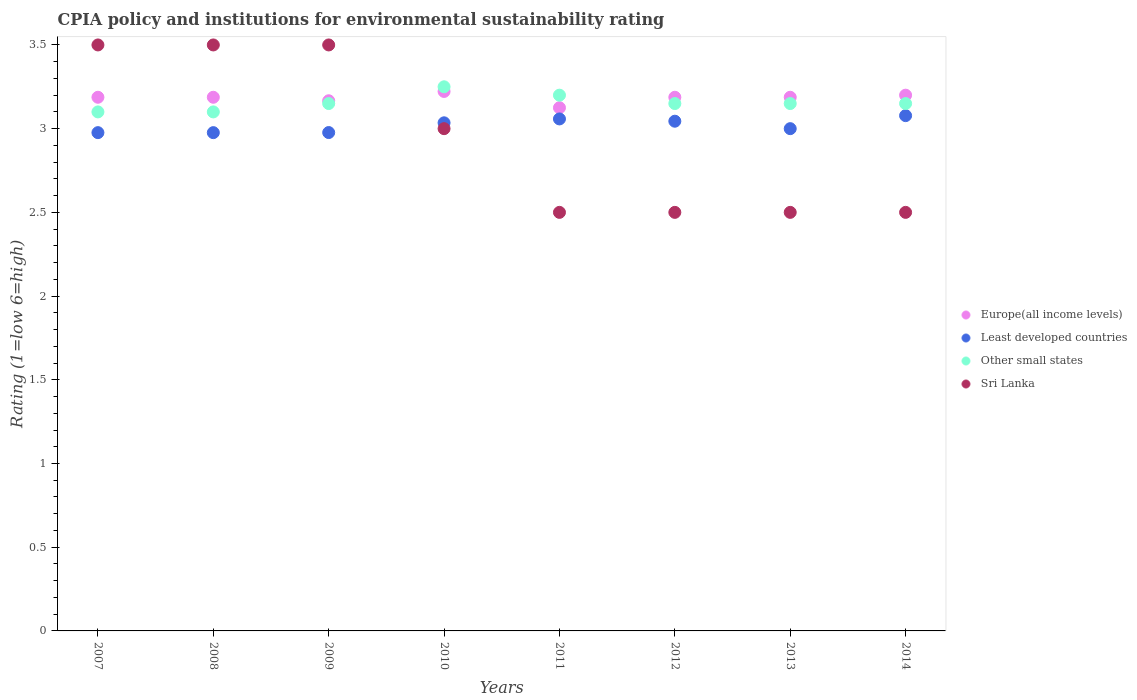 CPIA policy and institutions for environmental sustainability rating
Rating (1=low 6=high)
3.5
3
2.5
2
1.5
1
0.5
0
2007
2008
2009
2010
2011
2012
2013
2014
Years
Europe(all income levels)
Least developed countries
Other small states
Sri Lanka